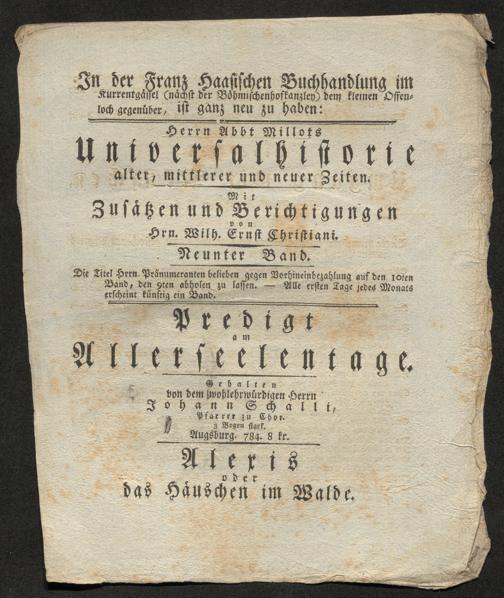 In der Franz Haasischen Buchhandlung im
Kurrentgässel (nächst der Böhmischenhofkanzley) dem kleinen Offen-
loch gegenüber, ist ganz neu zu haben:
Herrn Abbt Millots
Universalhistorie
alter, mittlerer und neuer Zeiten.
Mit
Zusätzen und Berichtigungen
von
Hrn. Wilh. Ernst Christiani.
Neunter Band.
Die Titel Herrn Pränumeranten belieben gegen Vorhineinbezahlung auf den 10ten
Band, den 9ten abholen zu lassen. — Alle ersten Tage jedes Monats
erscheint künftig ein Band.
Predigt
am
Allerseelentage.
Gehalten
von dem wohlehrwürdigen Herrn
Johann Schalli,
Pfarrer zu Chor.
3 Bogen stark.
Augsburg. 784. 8 kr.
Alexis
oder
das Häuschen im Walde.